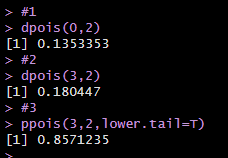 > #1
> dpois(0,2)
[1] 0.1353353
> #2
> dpois(3,2)
[1] 0.180447
> #3
> ppois(3,2,lower.tail=T)
[1] 0.8571235
>